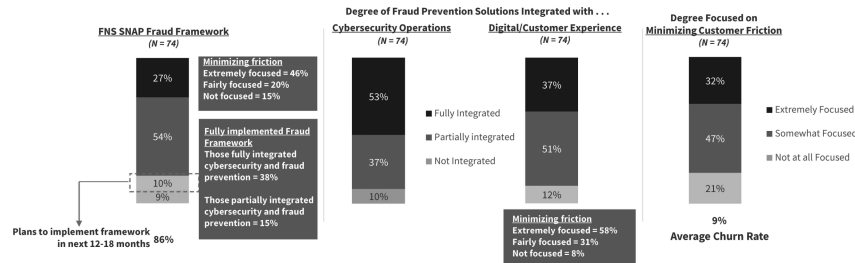 Degree of Fraud Prevention Solutions Integrated with . . .
FNS SNAP Fraud Framework
(N = 74)
27%
54%
10%
9%
Plans to implement framework
in next 12-18 months
86%
Minimizing friction
Extremely focused = 46%
Fairly focused = 20%
Not focused = 15%
Fully implemented Fraud
Framework
Those fully integrated
cybersecurity and fraud
prevention = 38%
Those partially integrated
cybersecurity and fraud
prevention = 15%
Cybersecurity Operations
(N = 74)
53%
37%
10%
Fully Integrated
Partially integrated
Not Integrated
Digital/Customer Experience
(N = 74)
37%
51%
12%
Minimizing friction
Extremely focused = 58%
Fairly focused = 31%
Not focused = 8%
Degree Focused on
Minimizing Customer Friction
(N = 74)
32%
47%
21%
Extremely Focused
Somewhat Focused
Not at all Focused
9%
Average Churn Rate